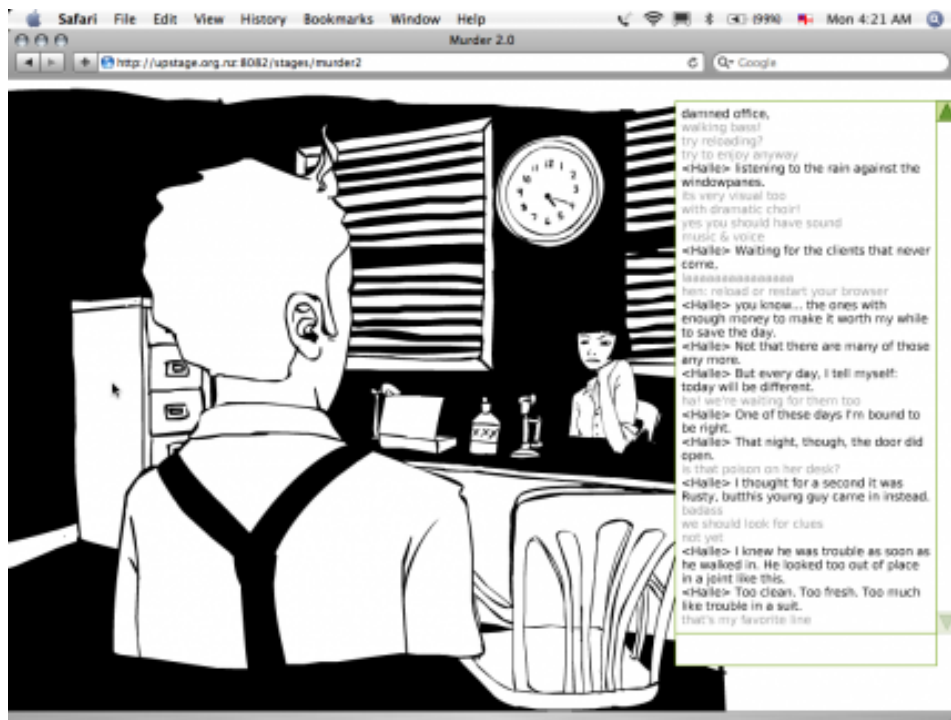 Safari File Edit View History Bookmarks Window Help (99%) Mon 4:21 AM
Murder 2.0
http://upstage.org.nz:8082/stages/murder2
Google
12
1
2
3
11
damned office,
walking bass!
try reloading?
try to enjoy anyway
<Halle> listening to the rain against the
windowpanes.
its very visual too
with dramatic choir!
yes you should have sound
music & voice
<Halle> Waiting for the clients that never
come,
hen: reload or restart your browser
<Halle> you know... the ones with
enough money to make it worth my while
to save the day.
<Halle> Not that there are many of those
any more.
<Halle> But every day, I tell myself:
today will be different.
ha! we're waiting for them too
<Halle> One of these days I'm bound to
be right.
<Halle> That night, though, the door did
open.
is that poison on her desk?
<Halle> I thought for a second it was
Rusty, butthis young guy came in instead.
badass
we should look for clues
not yet
<Halle> I knew he was trouble as soon as
he walked in. He looked too out of place
in a joint like this.
<Halle> Too clean. Too fresh. Too much
like trouble in a suit.
that's my favorite line
XXX